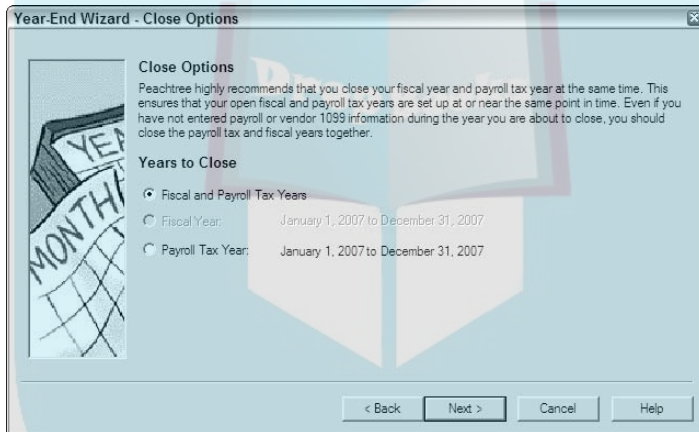 Year-End Wizard - Close Options
Close Options
Peachtree highly recommends that you close your fiscal year and payroll tax year at the same time. This
ensures that your open fiscal and payroll tax years are set up at or near the same point in time. Even if you
have not entered payroll or vendor 1099 information during the year you are about to close, you should
close the payroll tax and fiscal years together.
Years to Close
Fiscal and Payroll Tax Years
Fiscal Year: January 1, 2007 to December 31, 2007
Payroll Tax Year: January 1, 2007 to December 31, 2007
YEA
MONTH
< Back Next > Cancel Help